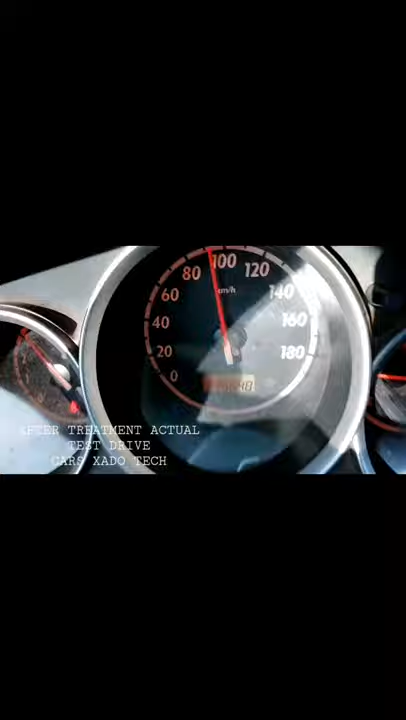 80 100 120
60 km/h 140
40 160
20 180
0
AFTER TREATMENT ACTUAL
TEST DRIVE
CARS XADO TECH